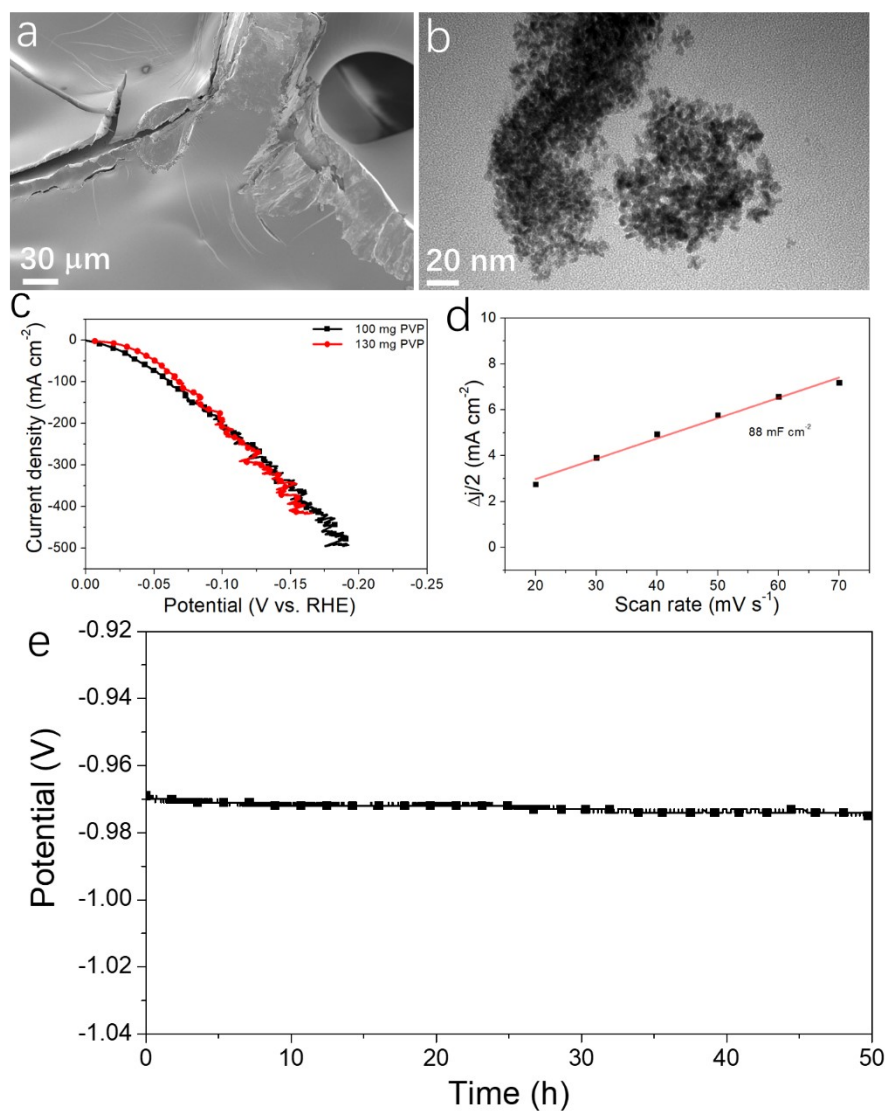 a
30 μm
b
20 nm
c
0
-100
-200
-300
-400
-500
0.00
-0.05
-0.10
-0.15
-0.20
-0.25
Current density (mA cm⁻²)
Potential (V vs. RHE)
100 mg PVP
130 mg PVP
d
10
8
6
4
2
0
20
30
40
50
60
70
Δj/2 (mA cm⁻²)
Scan rate (mV s⁻¹)
88 mF cm⁻²
e
-0.92
-0.94
-0.96
-0.98
-1.00
-1.02
-1.04
0
10
20
30
40
50
Potential (V)
Time (h)